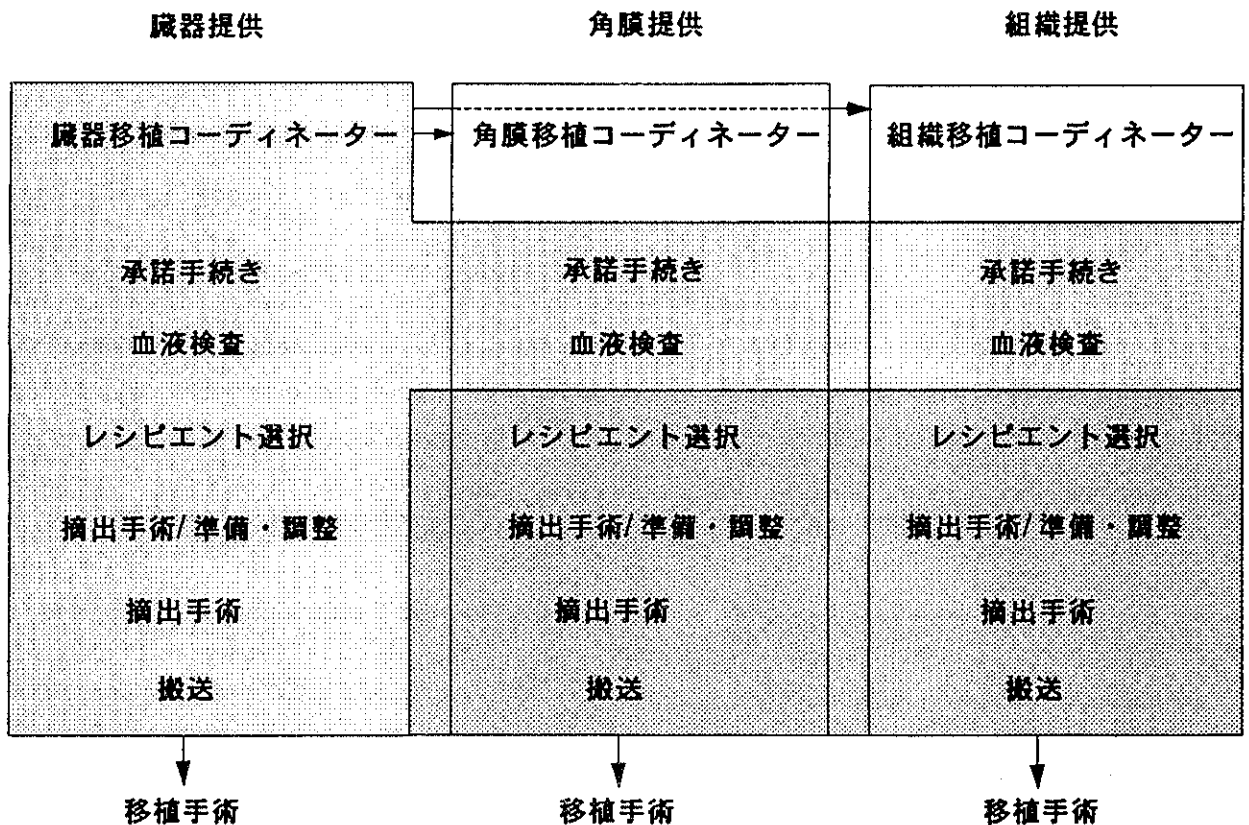 臓器提供 角膜提供 組織提供
臓器移植コーディネーター 角膜移植コーディネーター 組織移植コーディネーター
承諾手続き 承諾手続き 承諾手続き
血液検査 血液検査 血液検査
レシピエント選択 レシピエント選択 レシピエント選択
摘出手術/準備・調整 摘出手術/準備・調整 摘出手術/準備・調整
摘出手術 摘出手術 摘出手術
搬送 搬送 搬送
移植手術 移植手術 移植手術